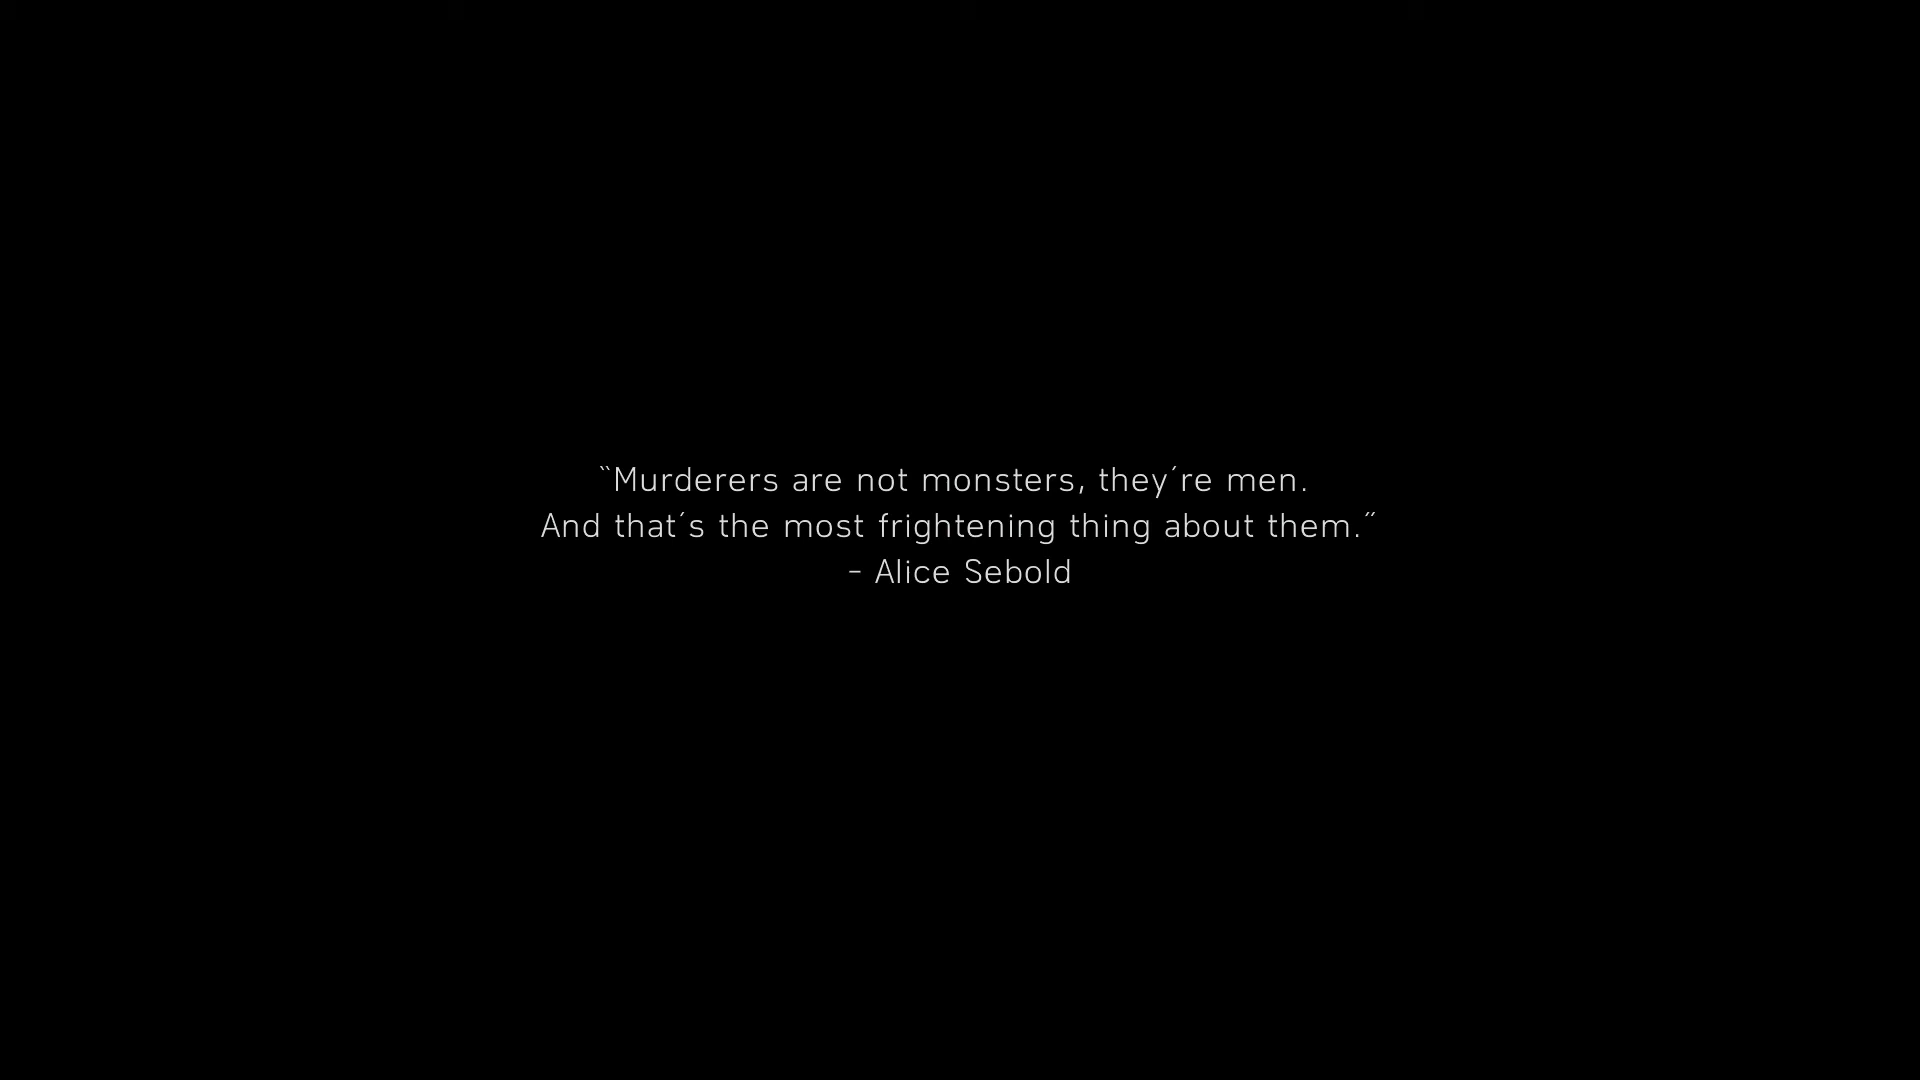 “Murderers are not monsters, they´re men.
And that´s the most frightening thing about them.”
- Alice Sebold